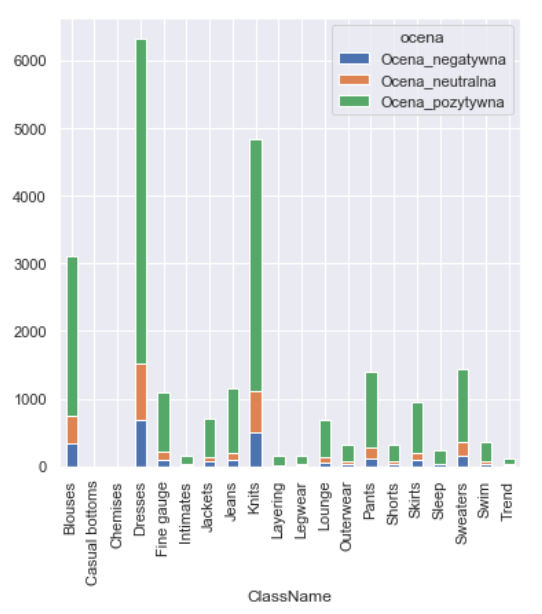 ocena
Ocena_negatywna
Ocena_neutralna
Ocena_pozytywna
6000
5000
4000
3000
2000
1000
0
Blouses
Casual bottoms
Chemises
Dresses
Fine gauge
Intimates
Jackets
Jeans
Knits
Layering
Legwear
Lounge
Outerwear
Pants
Shorts
Skirts
Sleep
Sweaters
Swim
Trend
ClassName